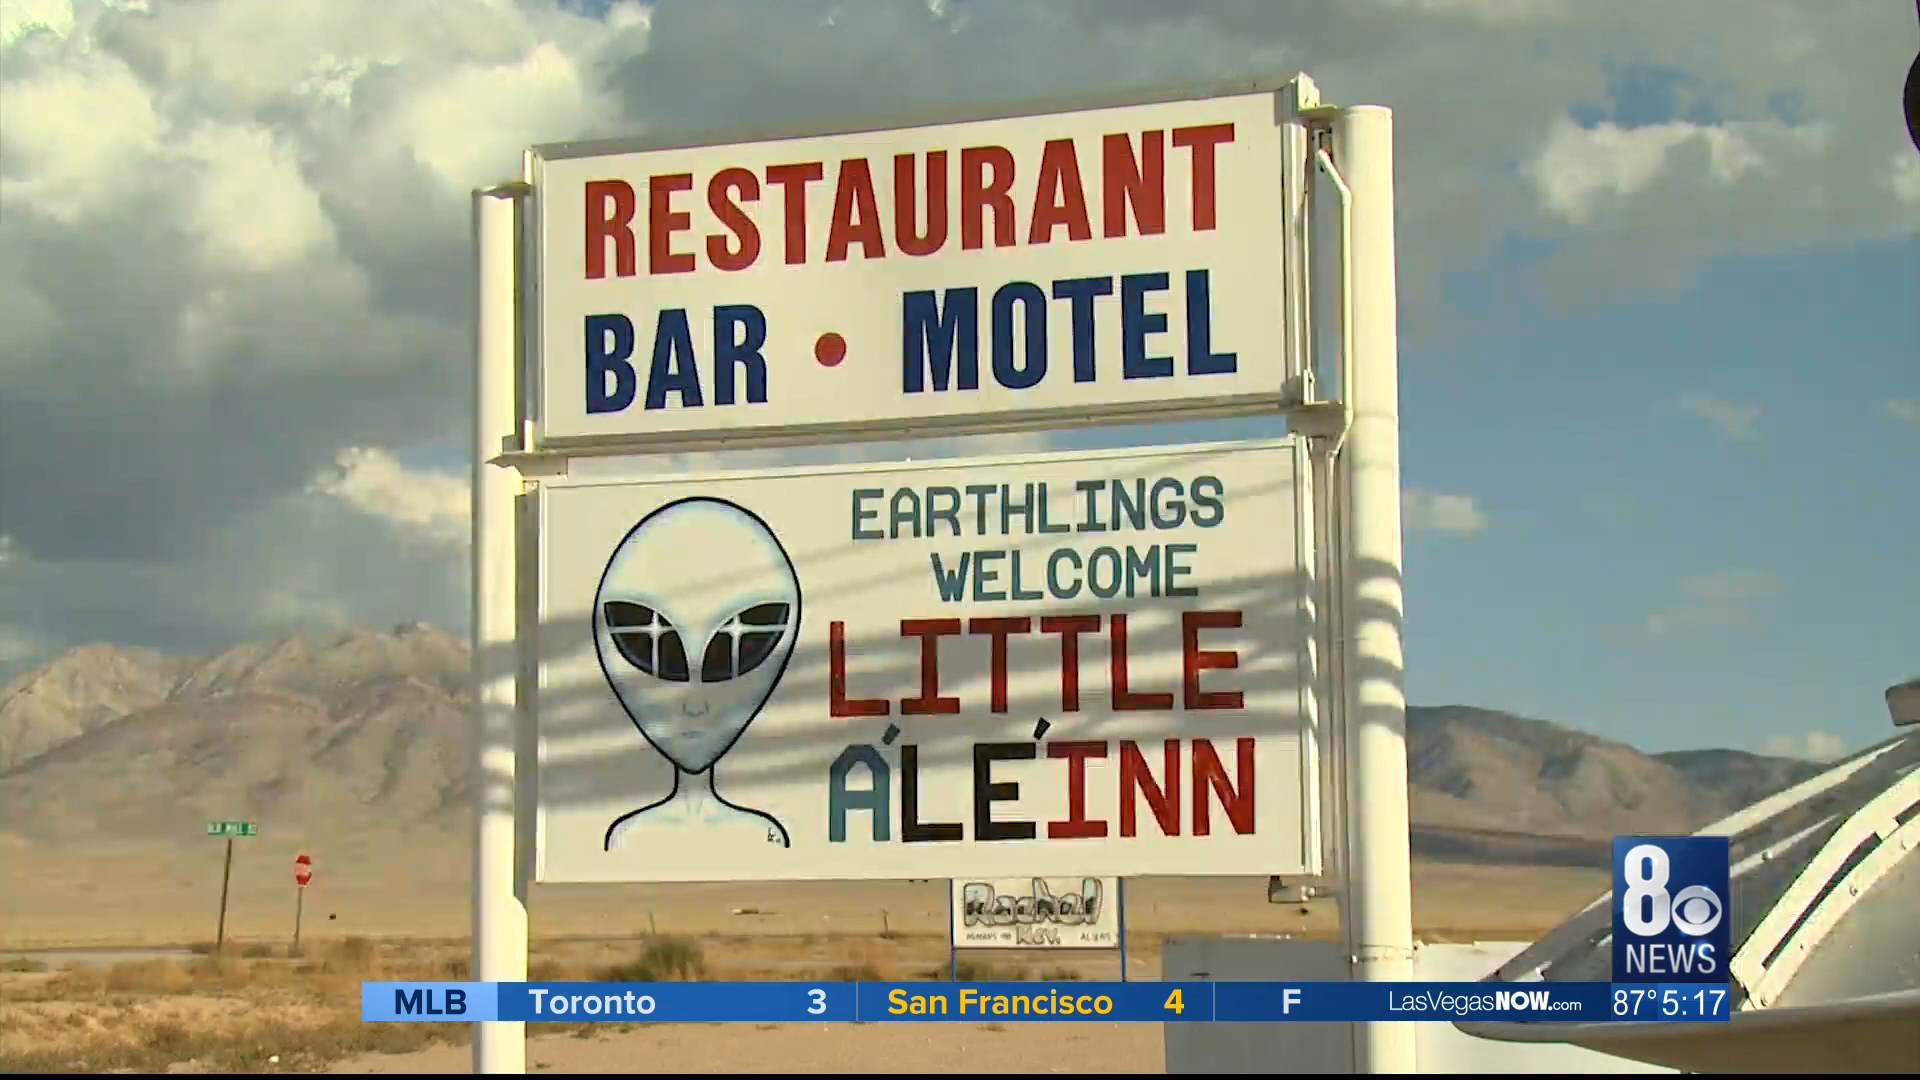 RESTAURANT
BAR • MOTEL
EARTHLINGS
WELCOME
LITTLE
A'LE'INN
Rachel
Nev.
8
NEWS
MLB Toronto 3 San Francisco 4 F LasVegasNOW.com 87° 5:17